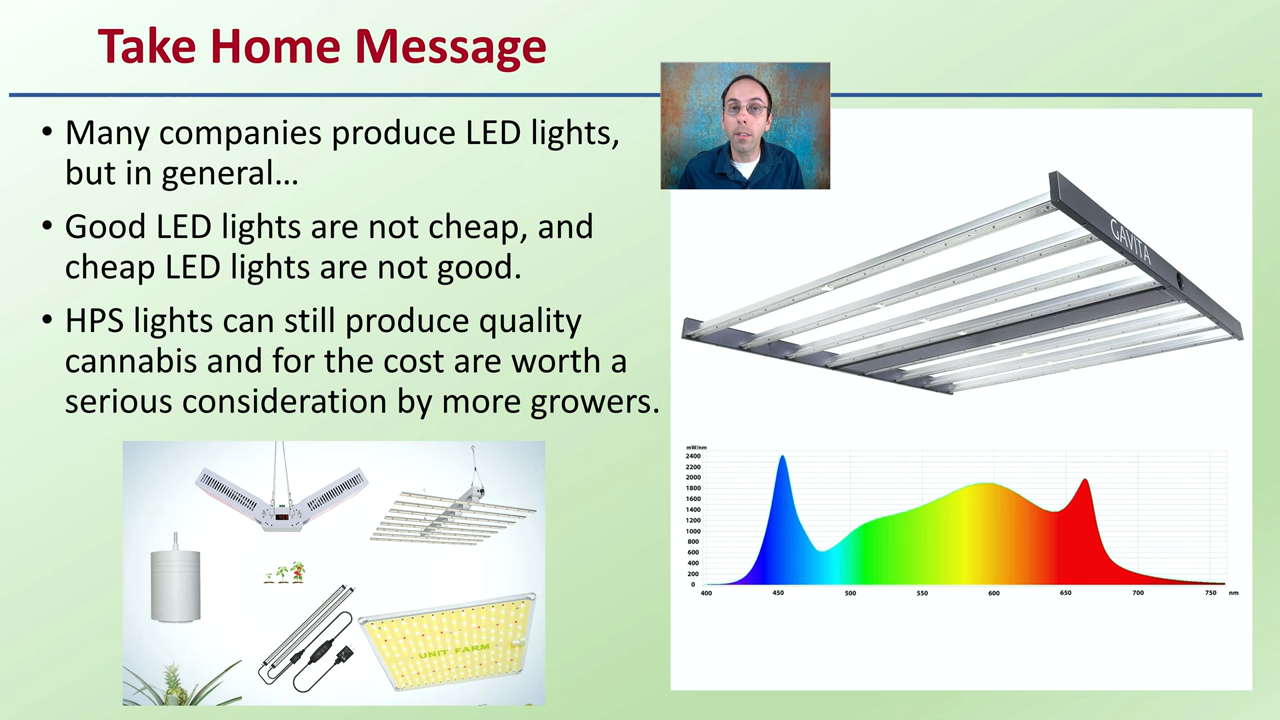 Take Home Message
• Many companies produce LED lights,
but in general...
• Good LED lights are not cheap, and
cheap LED lights are not good.
• HPS lights can still produce quality
cannabis and for the cost are worth a
serious consideration by more growers.
GAVITA
UNIT FARM
mW/nm
2400
2200
2000
1800
1600
1400
1200
1000
800
600
400
200
0
400 450 500 550 600 650 700 750 nm